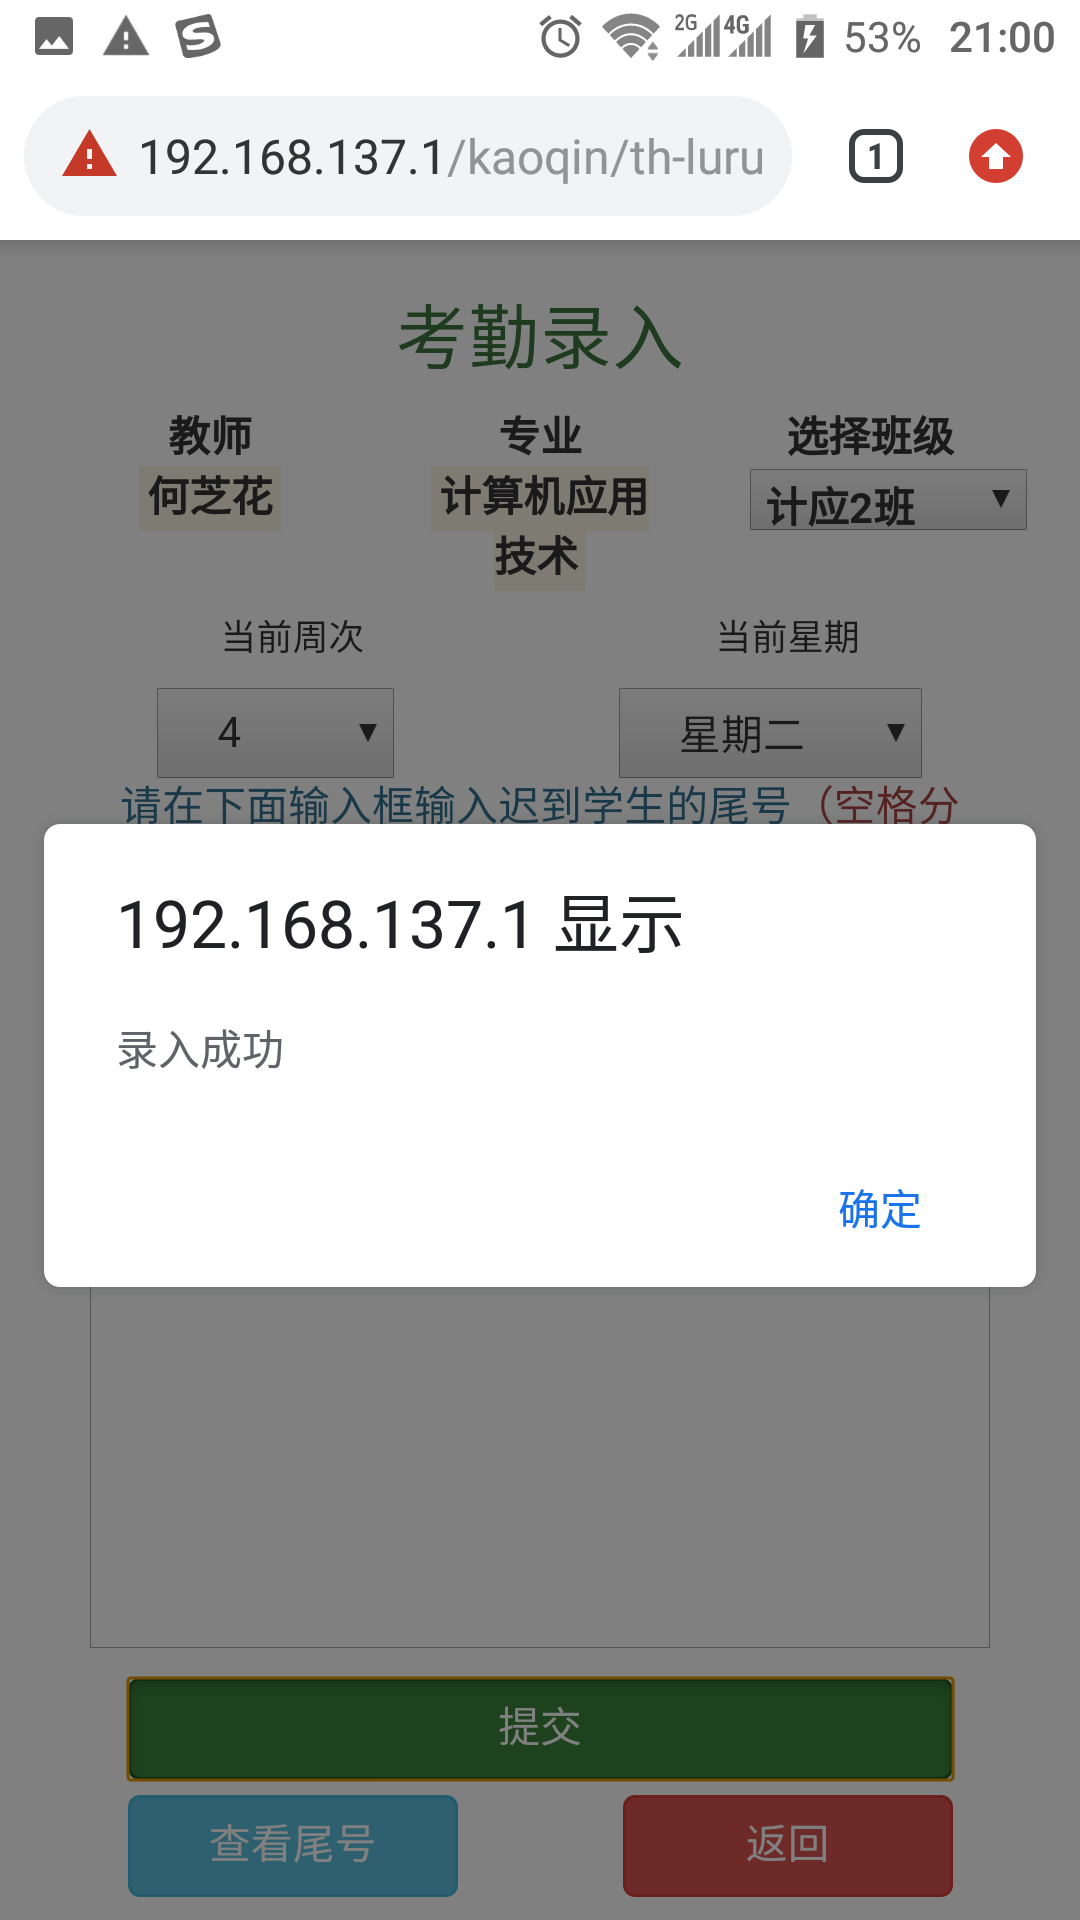 2G 4G 53% 21:00
192.168.137.1/kaoqin/th-luru
1
考勤录入
教师 专业 选择班级
何芝花 计算机应用技术 计应2班
当前周次 当前星期
4 星期二
请在下面输入框输入迟到学生的尾号（空格分
192.168.137.1 显示
录入成功
确定
提交
查看尾号 返回